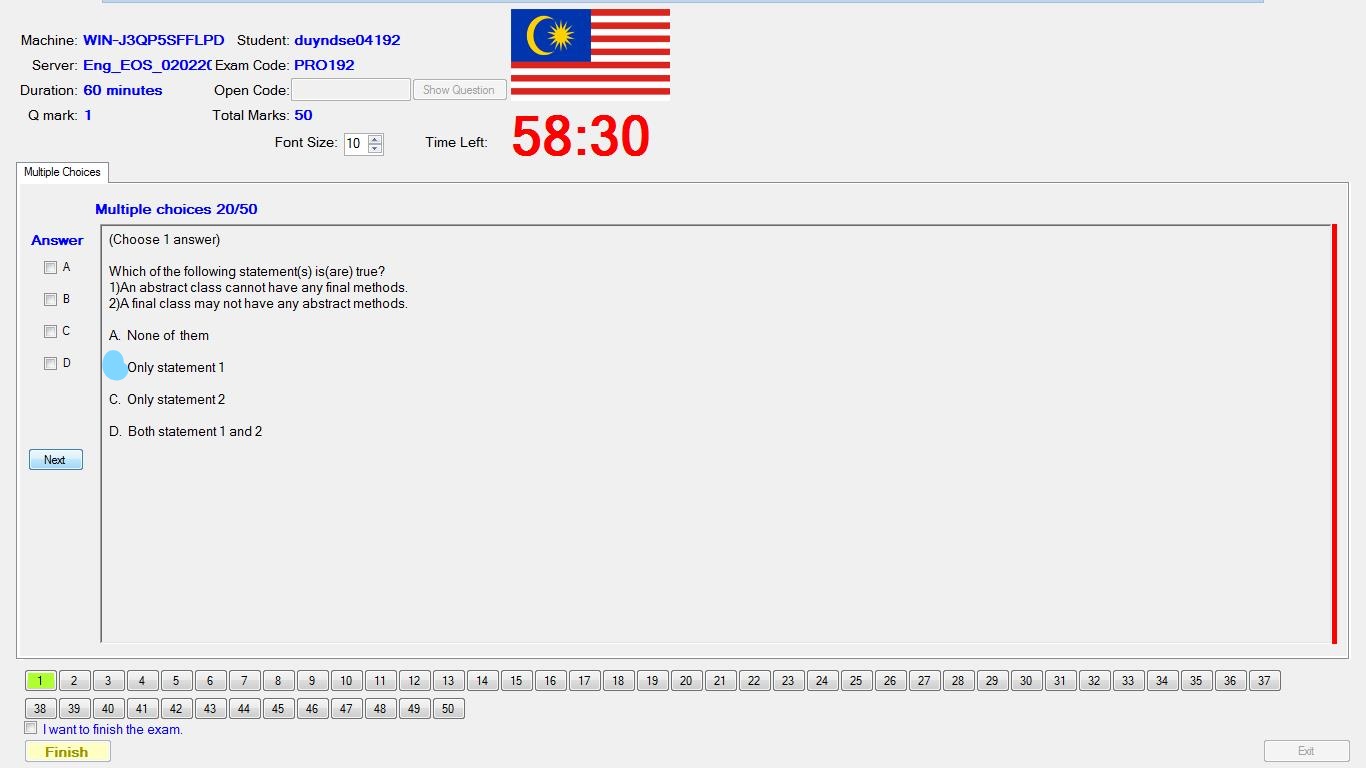 Machine: WIN-J3QP5SFFLPD Student: duyndse04192
Server: Eng_EOS_020220 Exam Code: PRO192
Duration: 60 minutes Open Code: Show Question
Q mark: 1 Total Marks: 50
Font Size: 10 Time Left: 58:30
Multiple Choices
Multiple choices 20/50
Answer
A
B
C
D
Next
(Choose 1 answer)
Which of the following statement(s) is(are) true?
1)An abstract class cannot have any final methods.
2)A final class may not have any abstract methods.
A. None of them
Only statement 1
C. Only statement 2
D. Both statement 1 and 2
1 2 3 4 5 6 7 8 9 10 11 12 13 14 15 16 17 18 19 20 21 22 23 24 25 26 27 28 29 30 31 32 33 34 35 36 37
38 39 40 41 42 43 44 45 46 47 48 49 50
I want to finish the exam.
Finish Exit